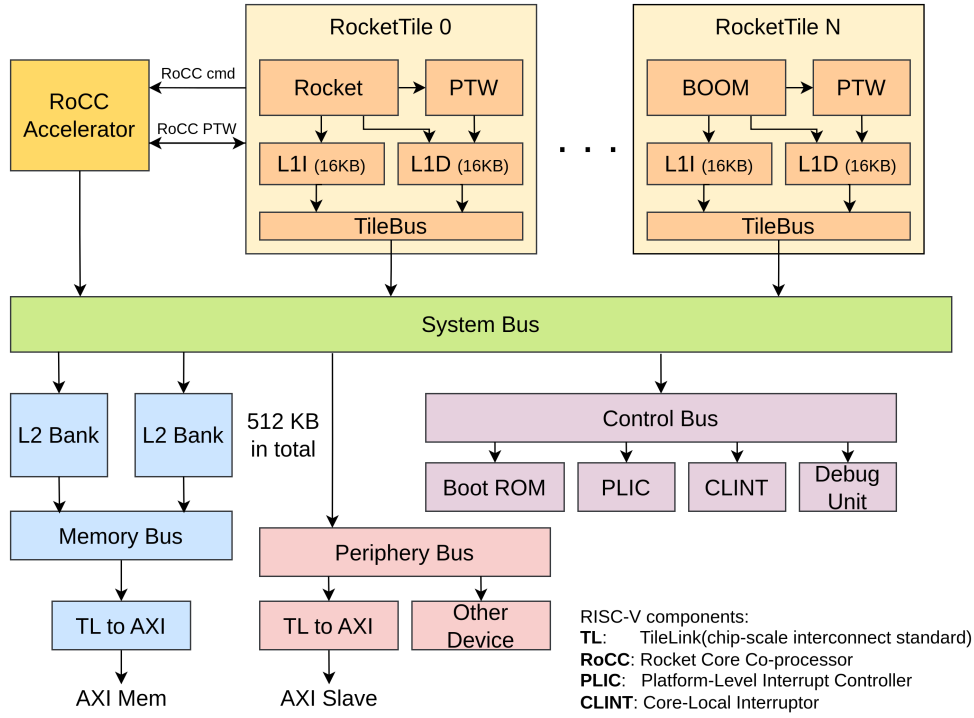 RocketTile 0
RocketTile N
RoCC
Accelerator
RoCC cmd
RoCC PTW
Rocket
PTW
L1I (16KB)
L1D (16KB)
TileBus
. . .
BOOM
PTW
L1I (16KB)
L1D (16KB)
TileBus
System Bus
L2 Bank
L2 Bank
512 KB
in total
Control Bus
Boot ROM
PLIC
CLINT
Debug
Unit
Memory Bus
Periphery Bus
TL to AXI
TL to AXI
Other
Device
AXI Mem
AXI Slave
RISC-V components:
TL: TileLink(chip-scale interconnect standard)
RoCC: Rocket Core Co-processor
PLIC: Platform-Level Interrupt Controller
CLINT: Core-Local Interruptor